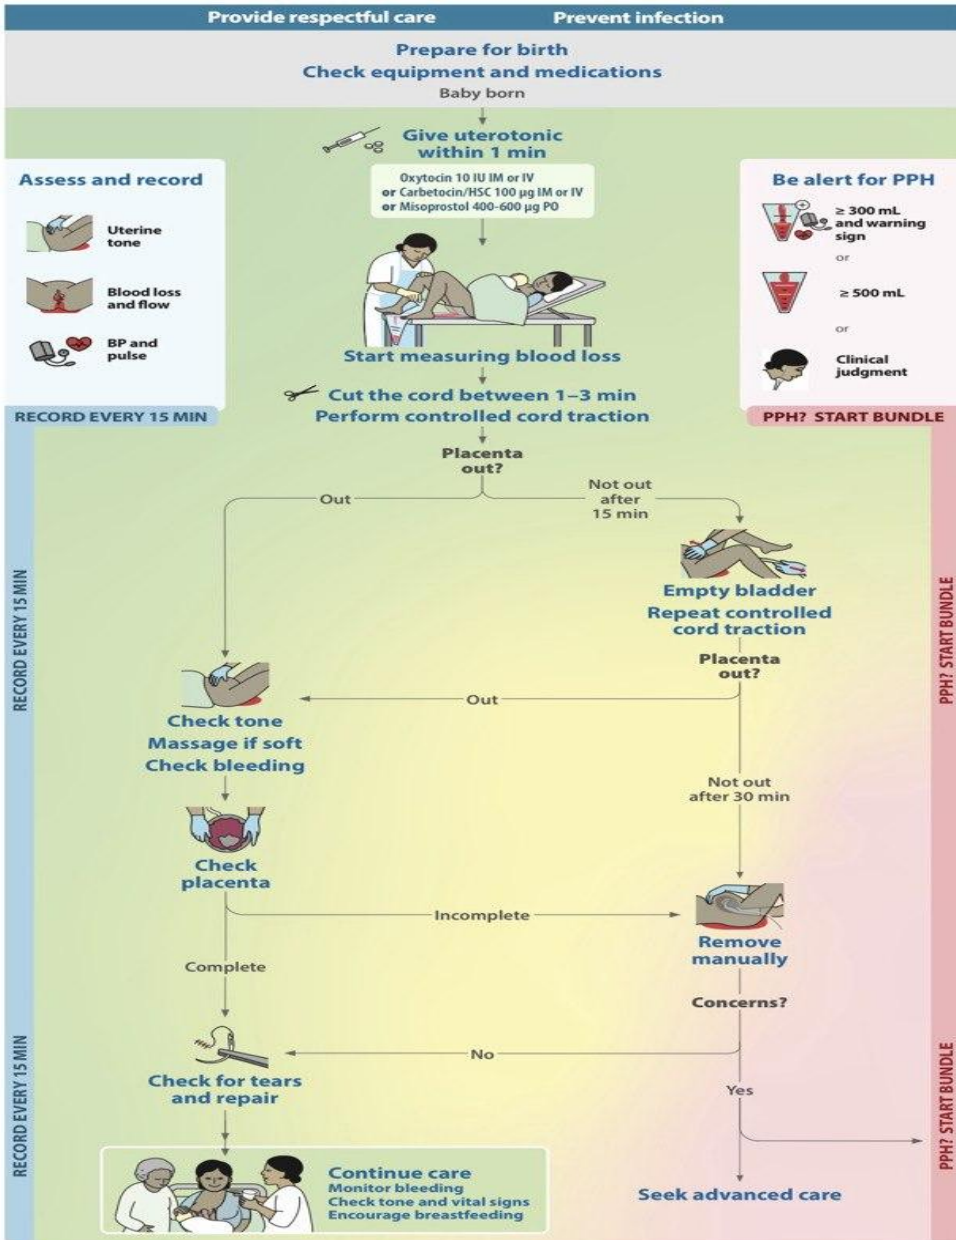 Provide respectful care
Prevent infection
Prepare for birth
Check equipment and medications
Baby born
Give uterotonic
within 1 min
Oxytocin 10 IU IM or IV
or Carbetocin/HSC 100 µg IM or IV
or Misoprostol 400-600 µg PO
Assess and record
Uterine
tone
Blood loss
and flow
BP and
pulse
RECORD EVERY 15 MIN
Be alert for PPH
≥ 300 mL
and warning
sign
or
≥ 500 mL
or
Clinical
judgment
PPH? START BUNDLE
Start measuring blood loss
Cut the cord between 1–3 min
Perform controlled cord traction
Placenta
out?
Out
Not out
after
15 min
Empty bladder
Repeat controlled
cord traction
Placenta
out?
Out
RECORD EVERY 15 MIN
PPH? START BUNDLE
Check tone
Massage if soft
Check bleeding
Not out
after 30 min
Check
placenta
Incomplete
Remove
manually
Complete
Concerns?
No
Check for tears
and repair
Yes
RECORD EVERY 15 MIN
PPH? START BUNDLE
Continue care
Monitor bleeding
Check tone and vital signs
Encourage breastfeeding
Seek advanced care